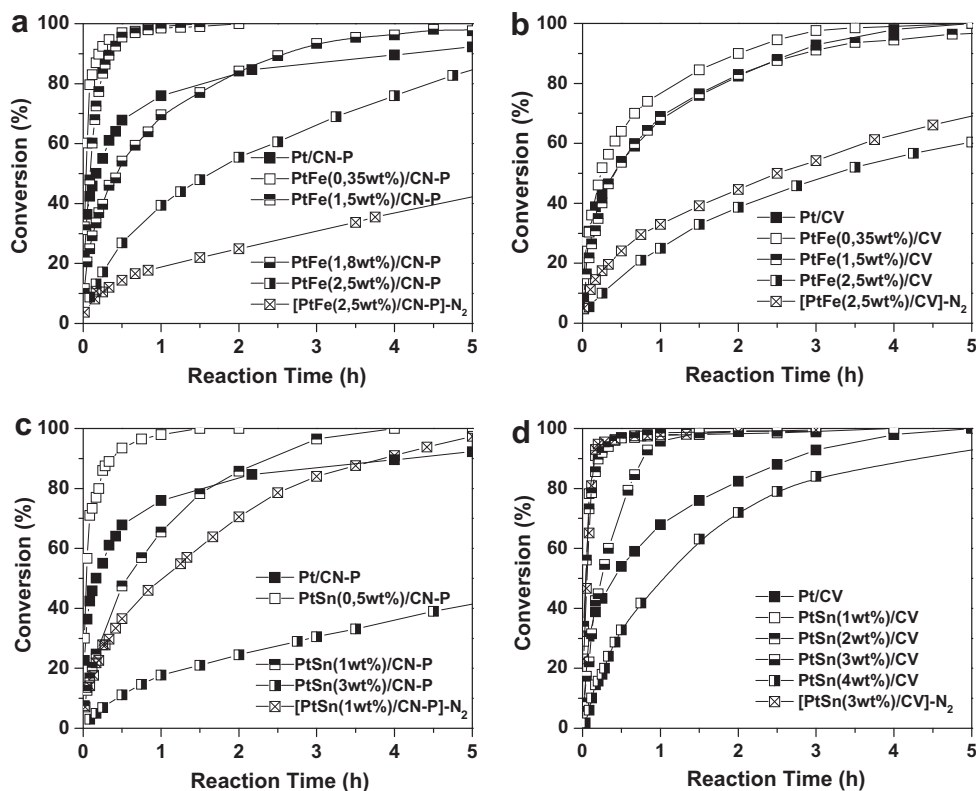 a
Conversion (%)
100
80
60
40
20
0
Pt/CN-P
PtFe(0,35wt%)/CN-P
PtFe(1,5wt%)/CN-P
PtFe(1,8wt%)/CN-P
PtFe(2,5wt%)/CN-P
[PtFe(2,5wt%)/CN-P]-N₂
0 1 2 3 4 5
Reaction Time (h)
b
Conversion (%)
100
80
60
40
20
0
Pt/CV
PtFe(0,35wt%)/CV
PtFe(1,5wt%)/CV
PtFe(2,5wt%)/CV
[PtFe(2,5wt%)/CV]-N₂
0 1 2 3 4 5
Reaction Time (h)
c
Conversion (%)
100
80
60
40
20
0
Pt/CN-P
PtSn(0,5wt%)/CN-P
PtSn(1wt%)/CN-P
PtSn(3wt%)/CN-P
[PtSn(1wt%)/CN-P]-N₂
0 1 2 3 4 5
Reaction Time (h)
d
Conversion (%)
100
80
60
40
20
0
Pt/CV
PtSn(1wt%)/CV
PtSn(2wt%)/CV
PtSn(3wt%)/CV
PtSn(4wt%)/CV
[PtSn(3wt%)/CV]-N₂
0 1 2 3 4 5
Reaction Time (h)